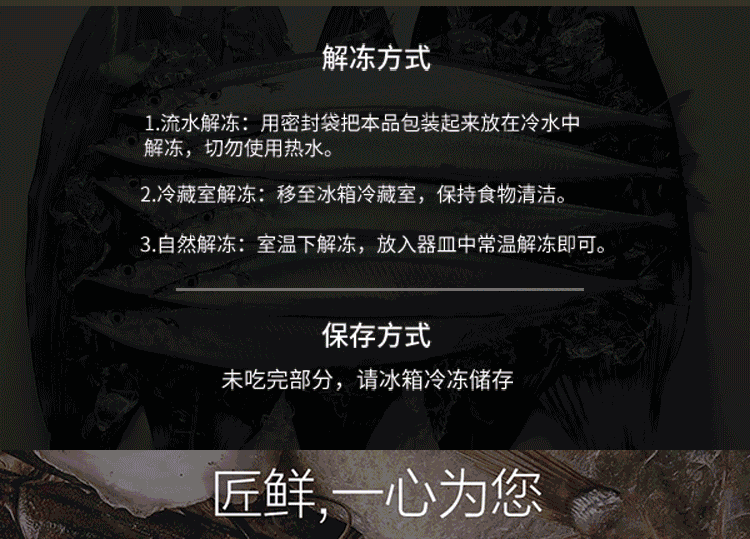 解冻方式
1.流水解冻：用密封袋把本品包装起来放在冷水中
解冻，切勿使用热水。
2.冷藏室解冻：移至冰箱冷藏室，保持食物清洁。
3.自然解冻：室温下解冻，放入器皿中常温解冻即可。
保存方式
未吃完部分，请冰箱冷冻储存
匠鲜,一心为您